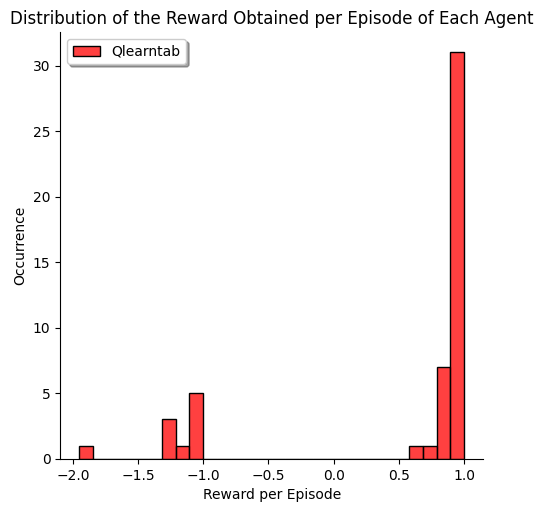 Distribution of the Reward Obtained per Episode of Each Agent
Qlearntab
30
25
20
15
10
5
0
Occurrence
−2.0 −1.5 −1.0 −0.5 0.0 0.5 1.0
Reward per Episode